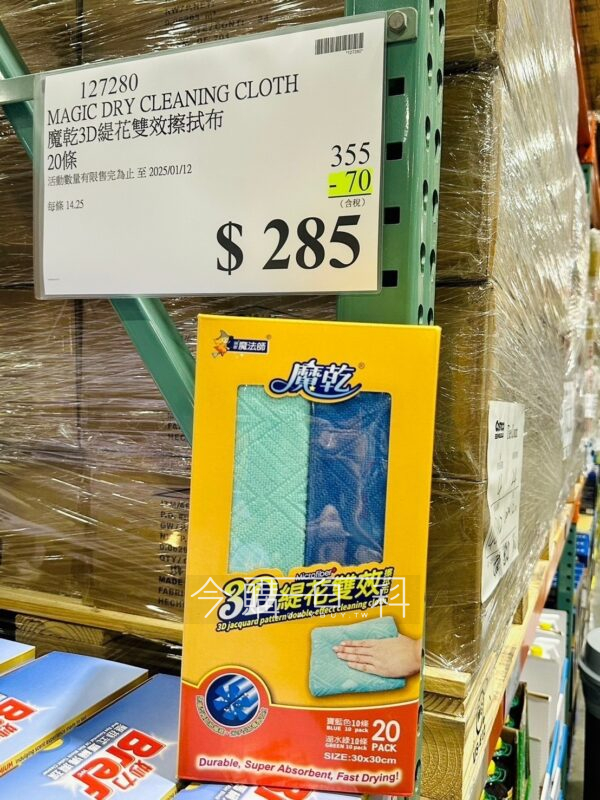 127280
MAGIC DRY CLEANING CLOTH
魔乾3D緹花雙效擦拭布
20條
活動數量有限售完為止 至 2025/01/12
每條 14.25
355
- 70
(含稅)
$ 285
魔法師
魔乾
Microfiber
3D緹花雙效
3D jacquard pattern double-effect cleaning cloth
寶藍色10條
BLUE 10 pack
湖水綠10條
GREEN 10 pack
20
PACK
SIZE:30x30cm
Durable, Super Absorbent, Fast Drying!
Bref